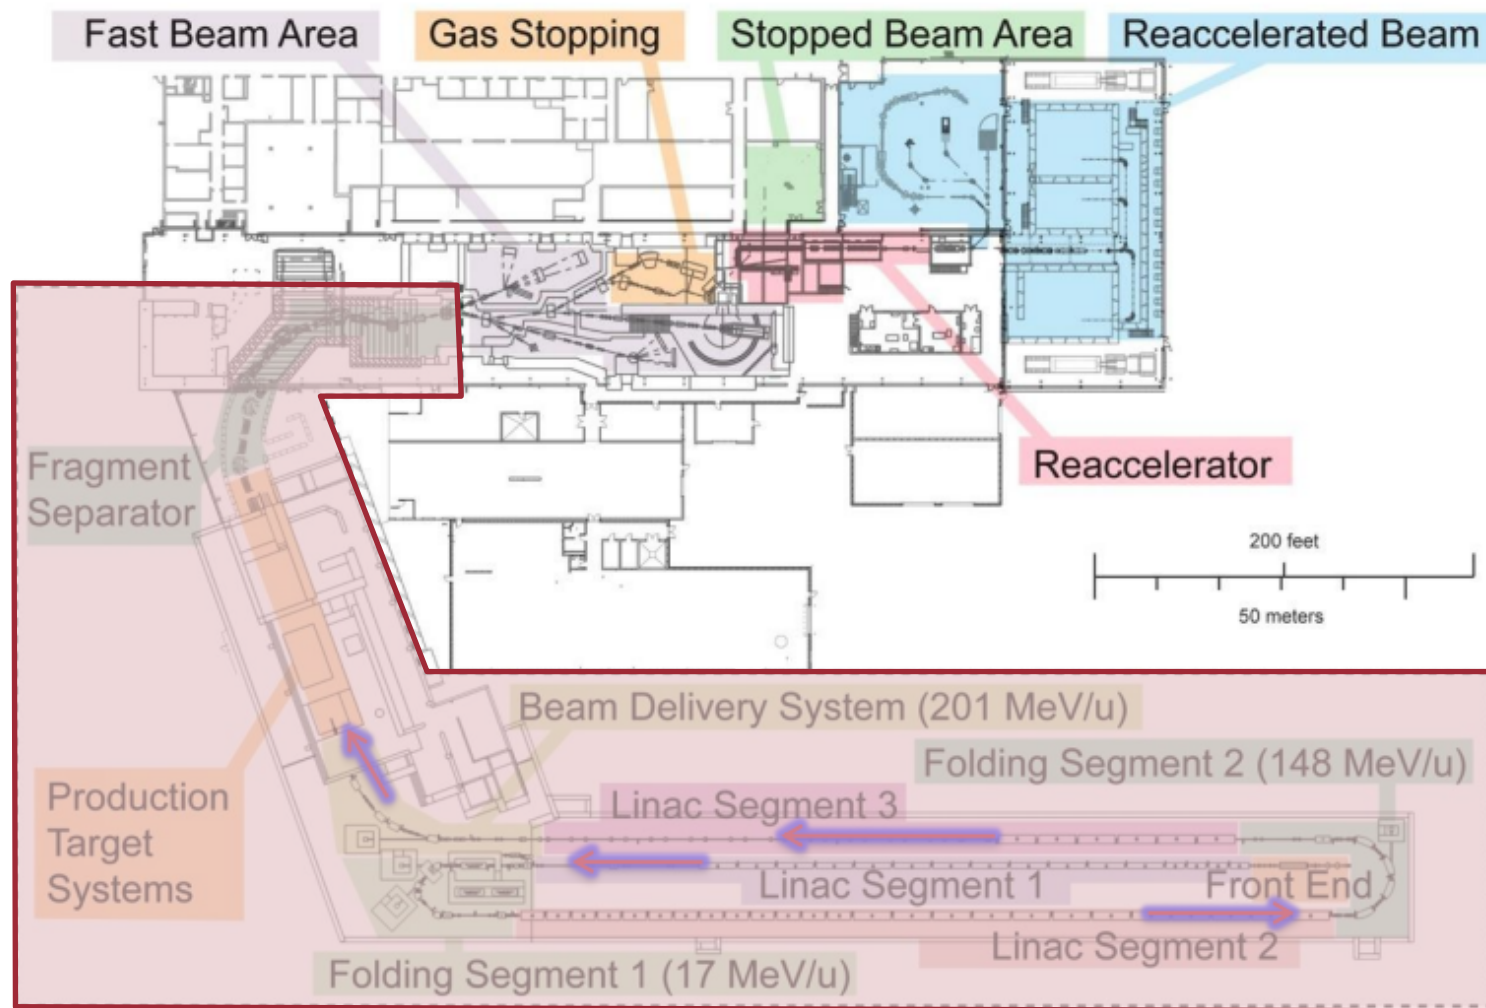 Fast Beam Area
Gas Stopping
Stopped Beam Area
Reaccelerated Beam
Fragment
Separator
Reaccelerator
200 feet
50 meters
Beam Delivery System (201 MeV/u)
Folding Segment 2 (148 MeV/u)
Production
Target
Systems
Linac Segment 3
Linac Segment 1
Front End
Linac Segment 2
Folding Segment 1 (17 MeV/u)